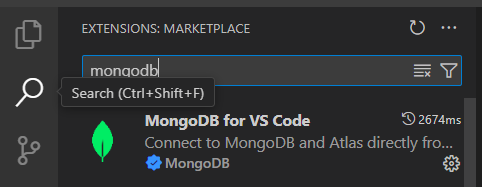 EXTENSIONS: MARKETPLACE
mongodb
Search (Ctrl+Shift+F)
MongoDB for VS Code
2674ms
Connect to MongoDB and Atlas directly fro...
MongoDB